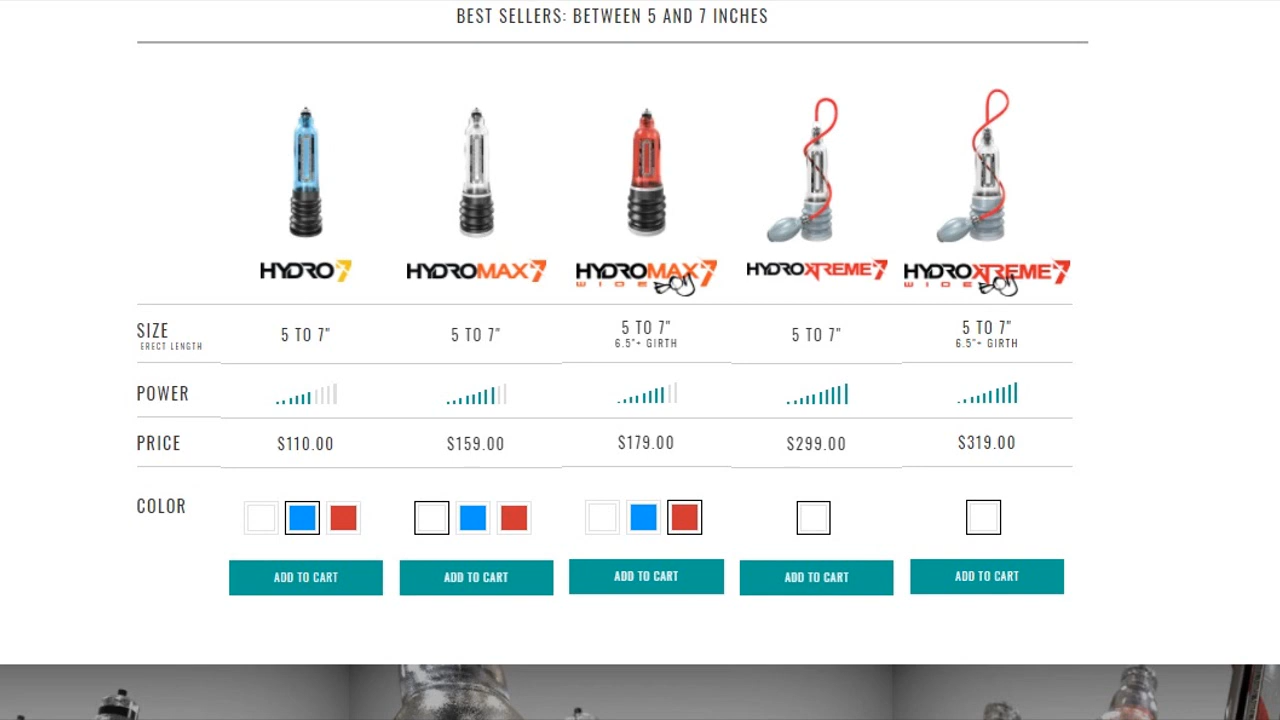 BEST SELLERS: BETWEEN 5 AND 7 INCHES
HYDRO7 HYDROMAX7 HYDROMAX7 HYDROXTREME7 HYDROXTREME7
WIDE BOY WIDE BOY
SIZE 5 TO 7" 5 TO 7" 5 TO 7" 5 TO 7" 5 TO 7"
ERECT LENGTH 6.5"+ GIRTH 6.5"+ GIRTH
POWER
PRICE $110.00 $159.00 $179.00 $299.00 $319.00
COLOR
ADD TO CART ADD TO CART ADD TO CART ADD TO CART ADD TO CART